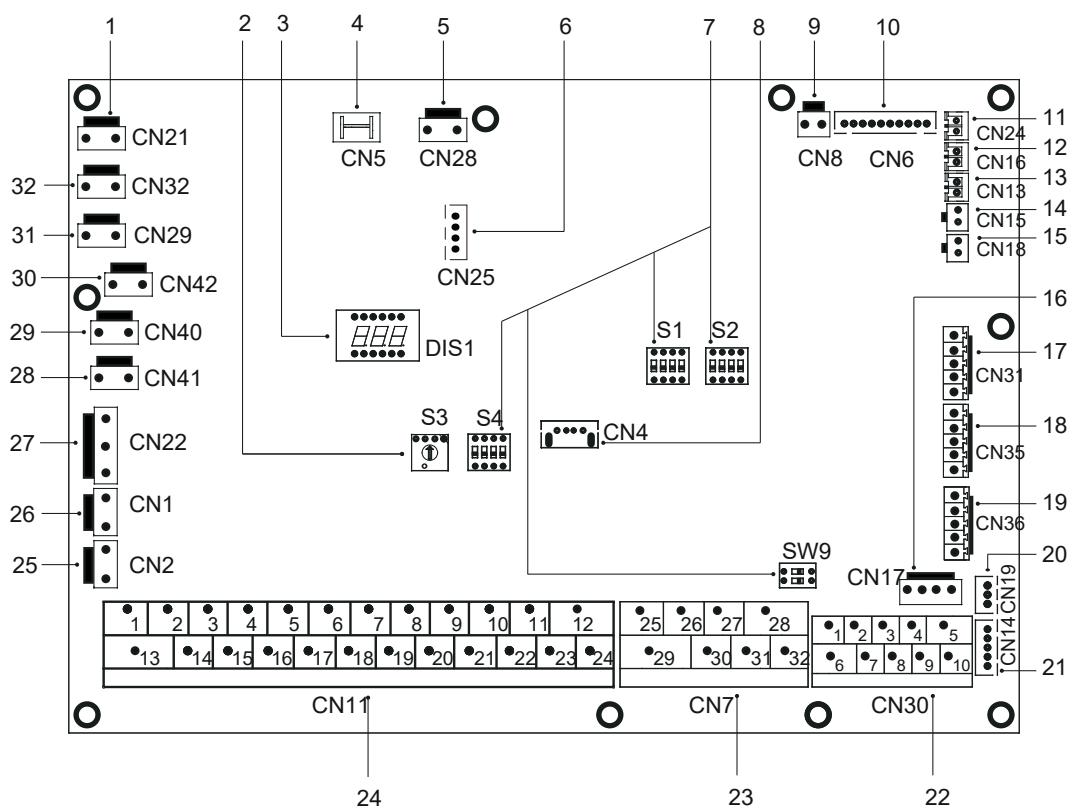 1 2 3 4 5 6 7 8 9 10
CN21 CN5 CN28 CN8 CN6 CN24 11
CN16 12
32 CN32 CN13 13
CN15 14
31 CN29 CN18 15
CN25
30 CN42 16
29 CN40 DIS1 S1 S2 17
28 CN41 CN31
S3 S4 CN4 18
27 CN22 CN35
26 CN1 CN36 19
25 CN2 SW9 CN17 CN19 20
1 2 3 4 5 6 7 8 9 10 11 12 25 26 27 28 1 2 3 4 5 CN14
13 14 15 16 17 18 19 20 21 22 23 24 29 30 31 32 6 7 8 9 10 21
CN11 CN7 CN30
24 23 22